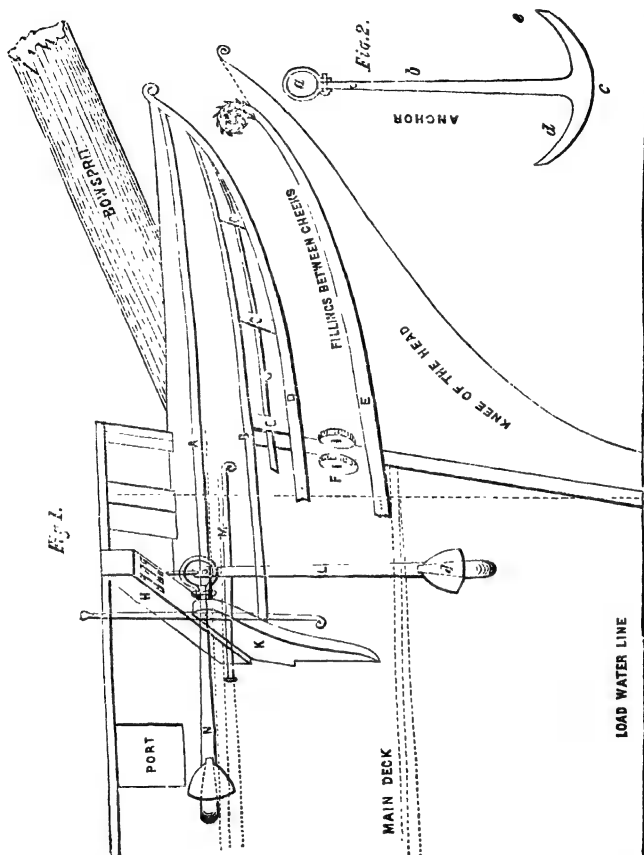 Fig. 1.
BOWSPRIT
Fig. 2.
ANCHOR
a
b
c
d
e
FILLINGS BETWEEN CHEEKS
KNEE OF THE HEAD
A
B
C
C
C
D
E
F
H
K
L
M
N
d
PORT
MAIN DECK
LOAD WATER LINE